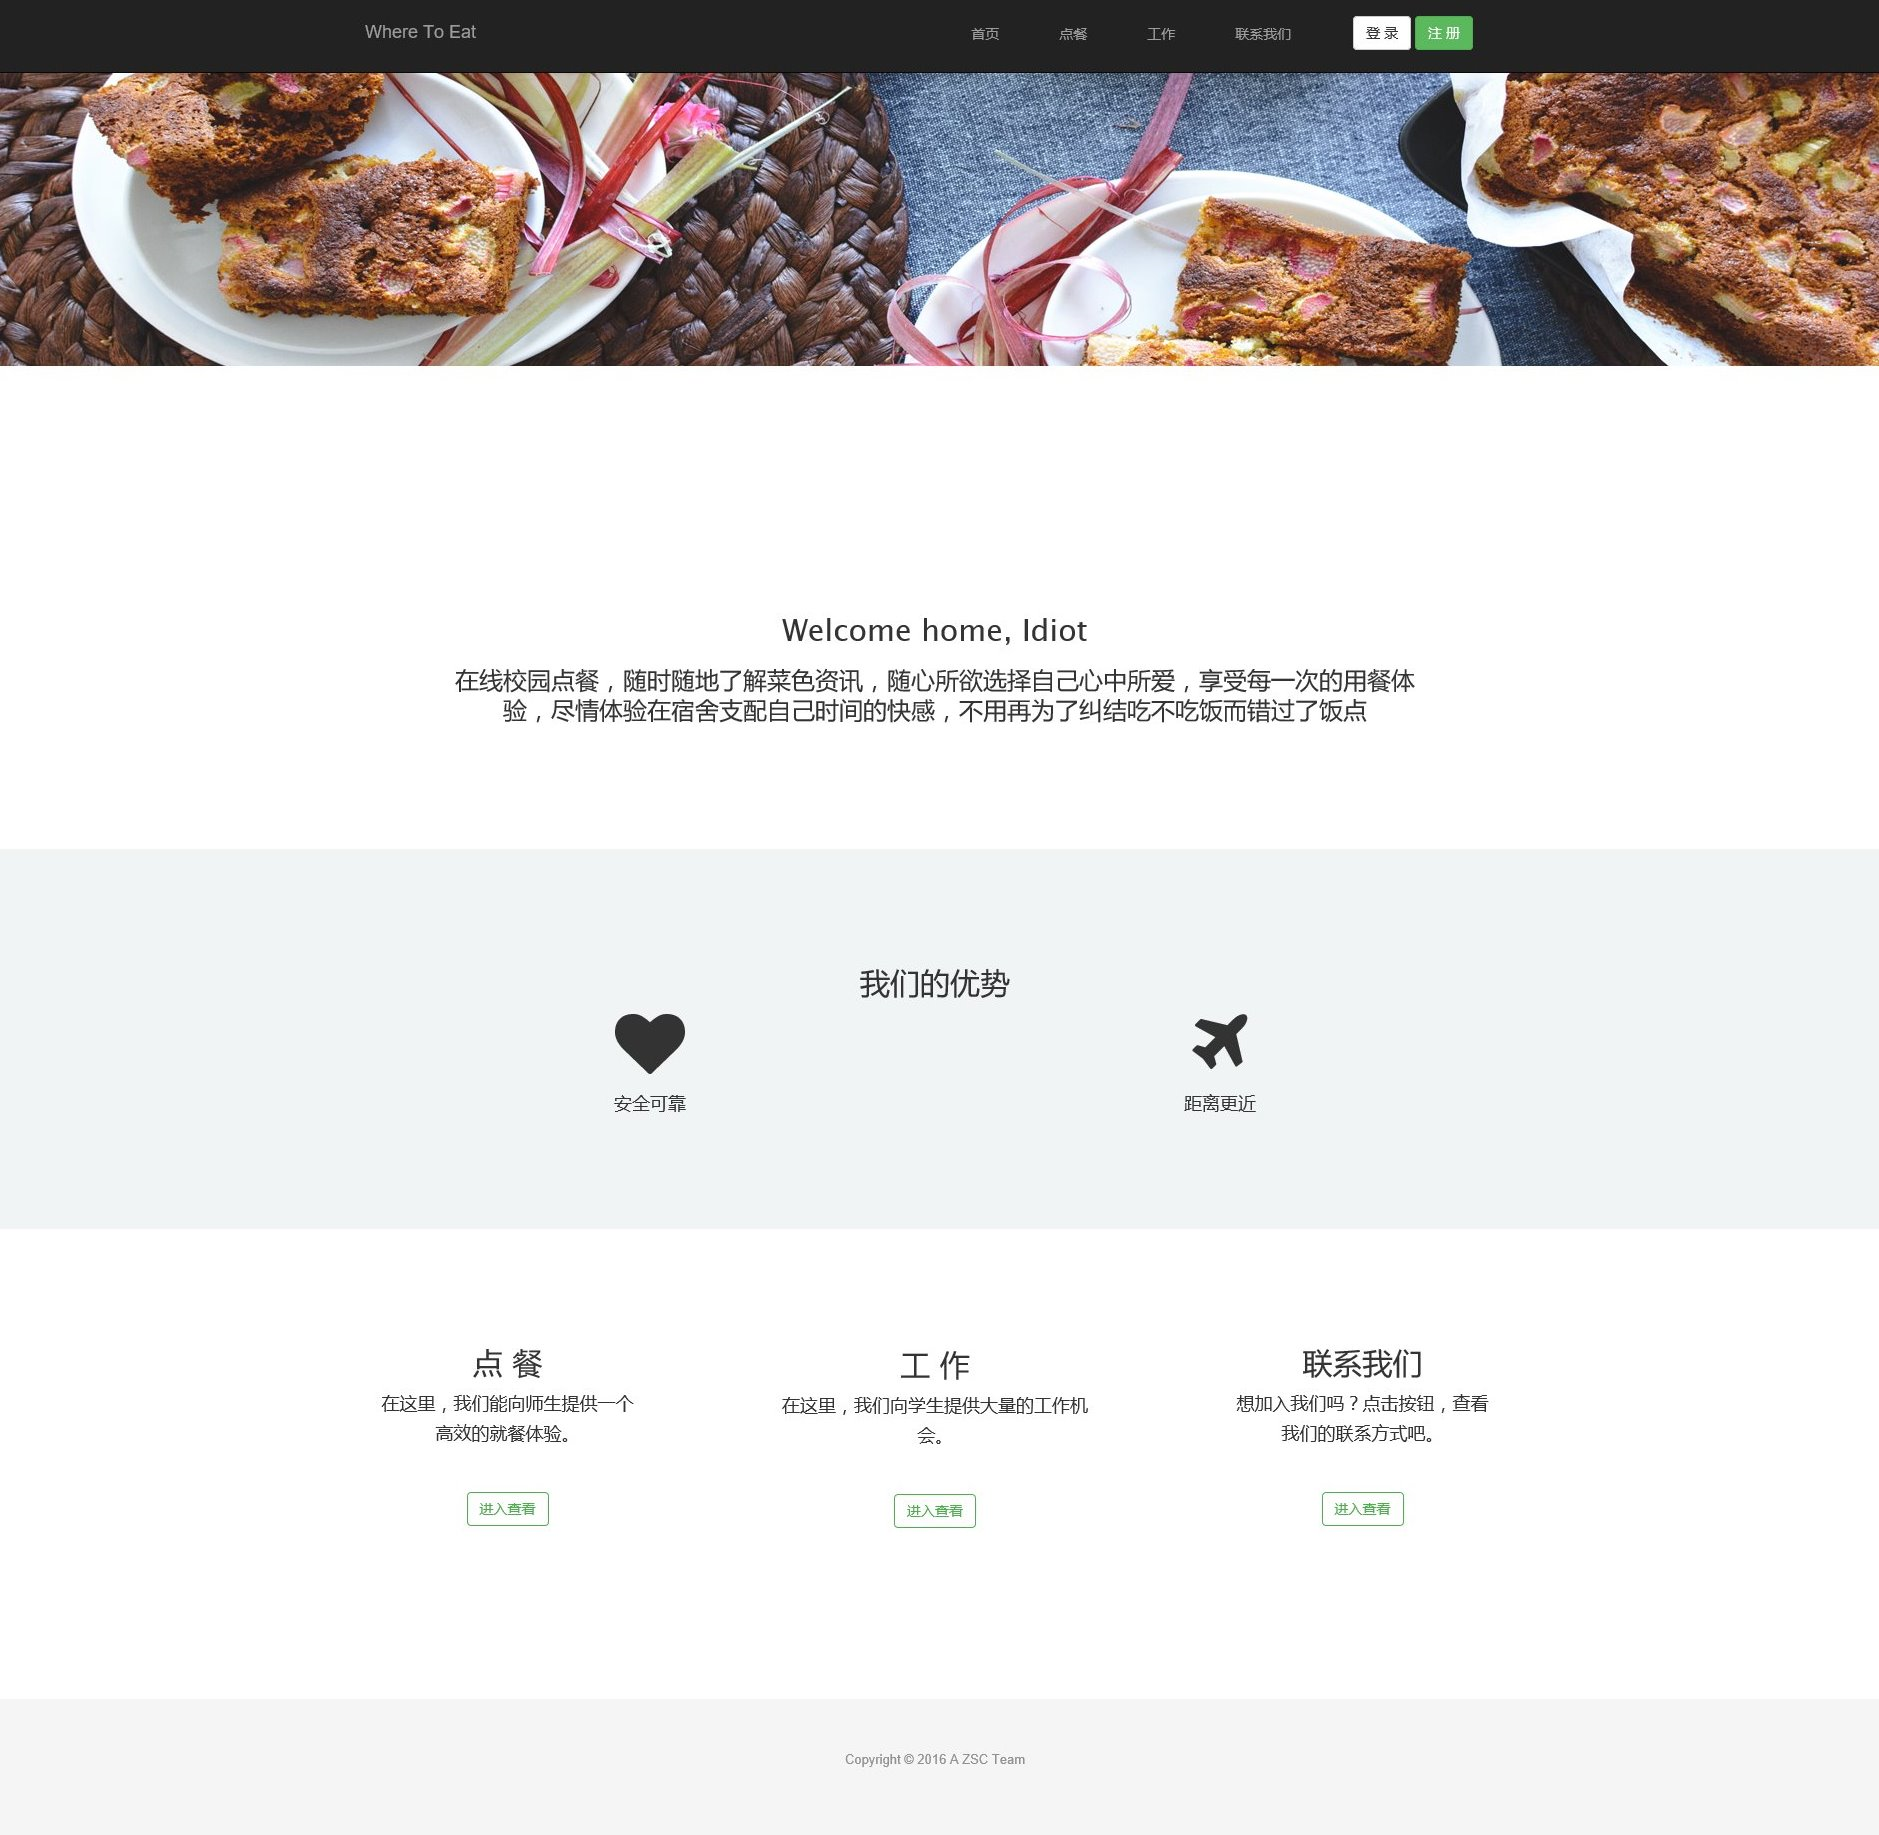 Where To Eat
首页 点餐 工作 联系我们 登 录 注 册
Welcome home, Idiot
在线校园点餐，随时随地了解菜色资讯，随心所欲选择自己心中所爱，享受每一次的用餐体
验，尽情体验在宿舍支配自己时间的快感，不用再为了纠结吃不吃饭而错过了饭点
我们的优势
安全可靠
距离更近
点 餐
在这里，我们能向师生提供一个
高效的就餐体验。
进入查看
工 作
在这里，我们向学生提供大量的工作机
会。
进入查看
联系我们
想加入我们吗？点击按钮，查看
我们的联系方式吧。
进入查看
Copyright © 2016 A ZSC Team